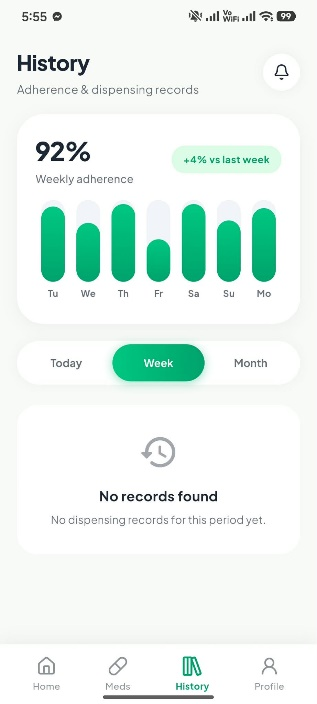 5:55
Vo
WiFi
99
History
Adherence & dispensing records
92%
+4% vs last week
Weekly adherence
Tu We Th Fr Sa Su Mo
Today Week Month
No records found
No dispensing records for this period yet.
Home Meds History Profile